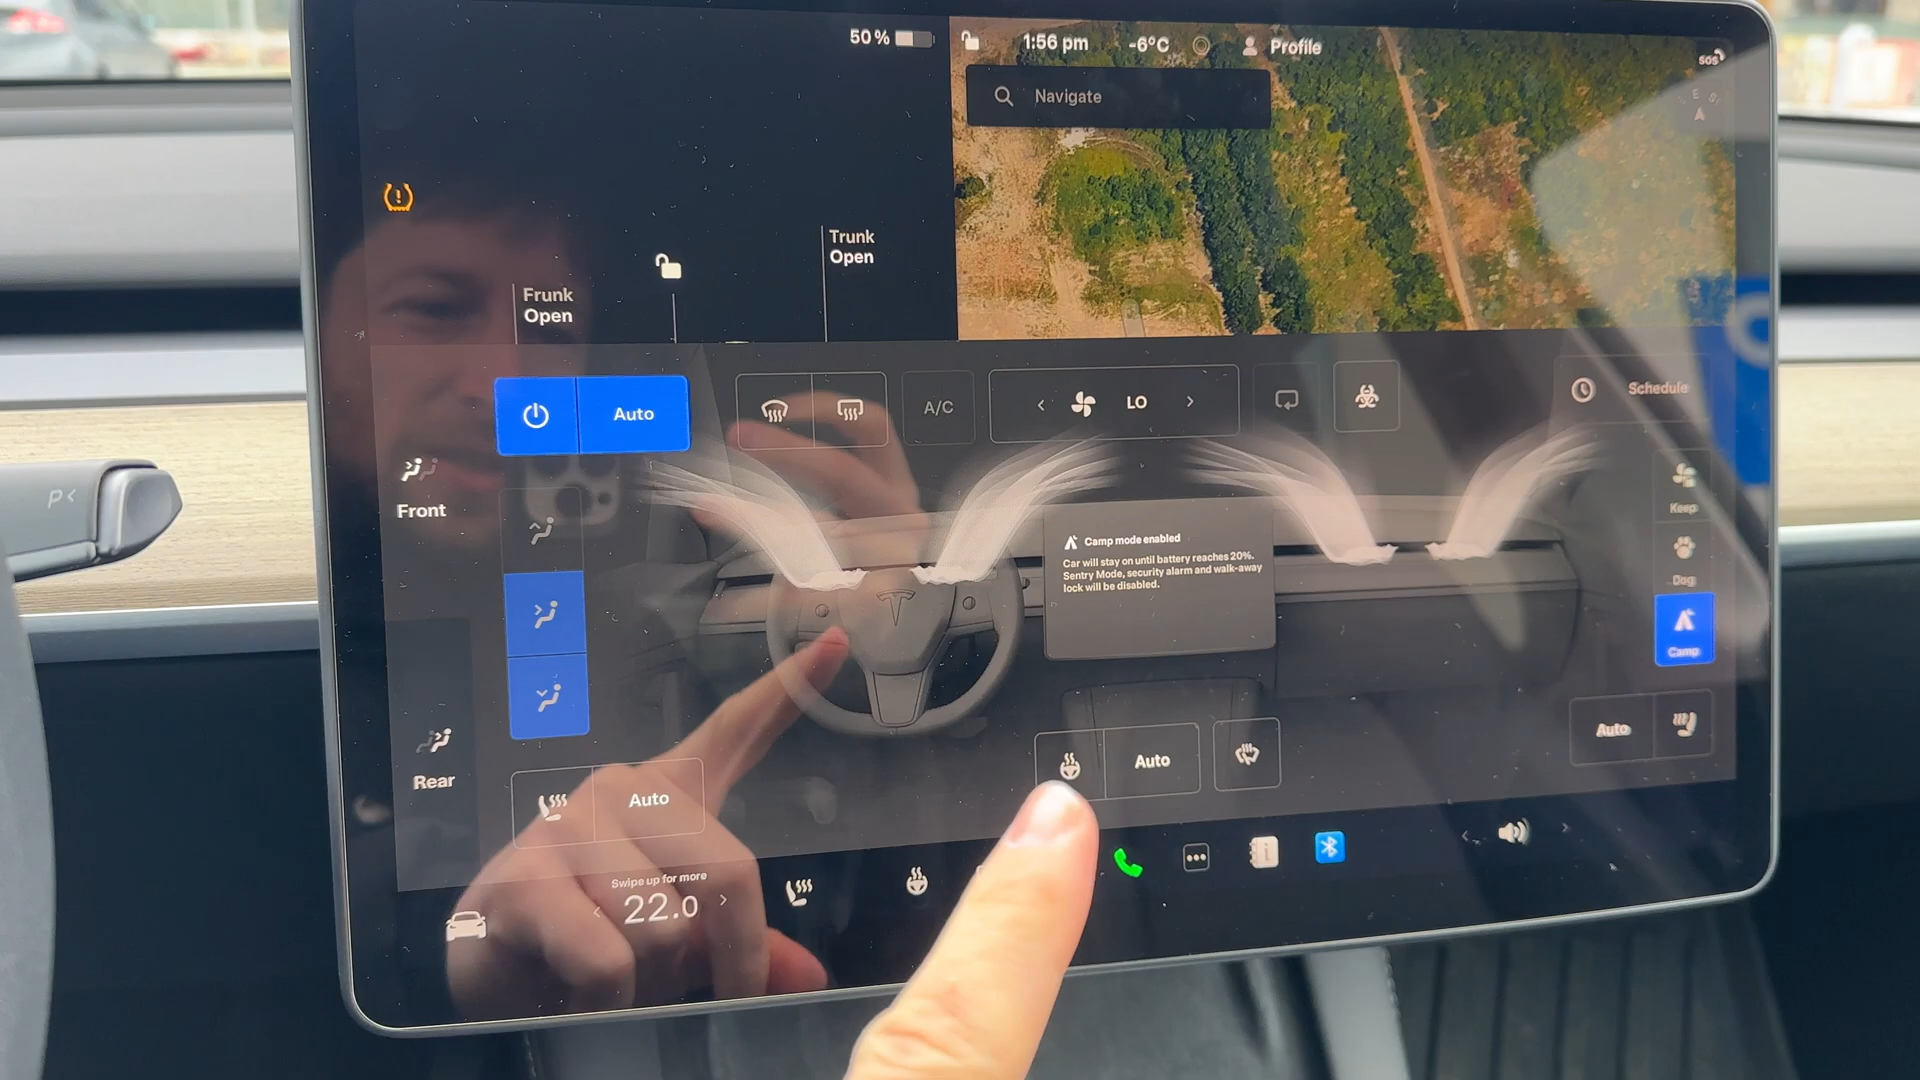 50 %
1:56 pm
-6°C
Profile
SOS
Navigate
E
Trunk
Open
Frunk
Open
Auto
A/C
LO
Schedule
P<
Front
Keep
Camp mode enabled
Car will stay on until battery reaches 20%.
Sentry Mode, security alarm and walk-away
lock will be disabled.
Dog
Camp
Auto
Auto
Rear
Auto
Swipe up for more
22.0